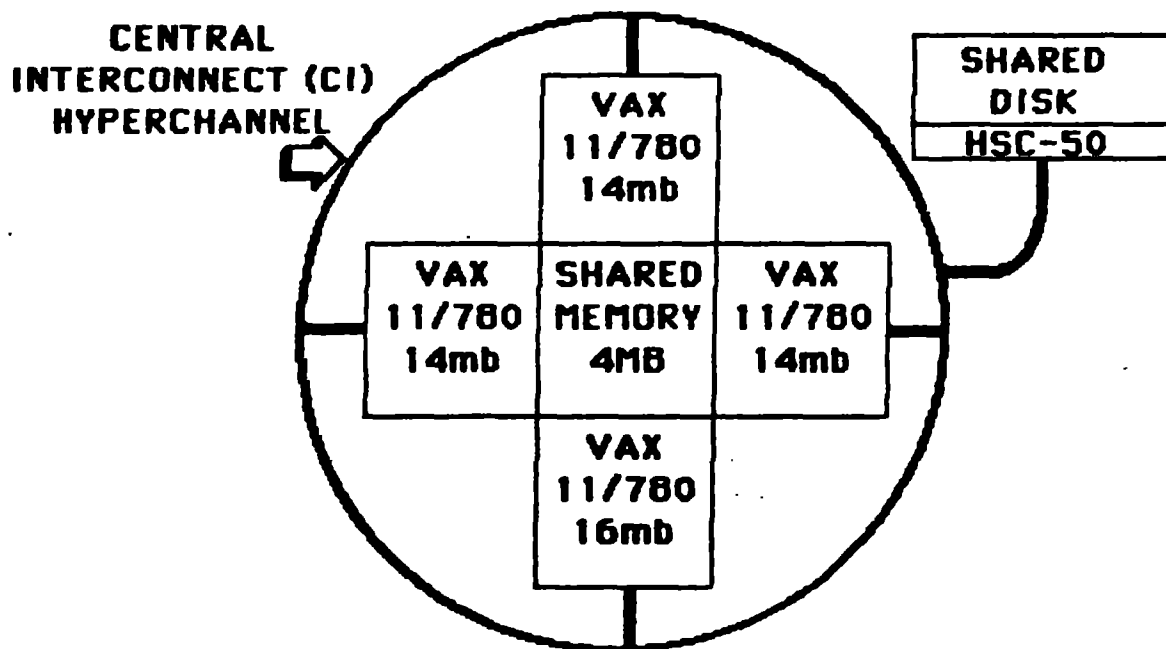 CENTRAL
INTERCONNECT (CI)
HYPERCHANNEL
SHARED
DISK
HSC-50
VAX
11/780
14mb
VAX
11/780
14mb
SHARED
MEMORY
4MB
VAX
11/780
14mb
VAX
11/780
16mb